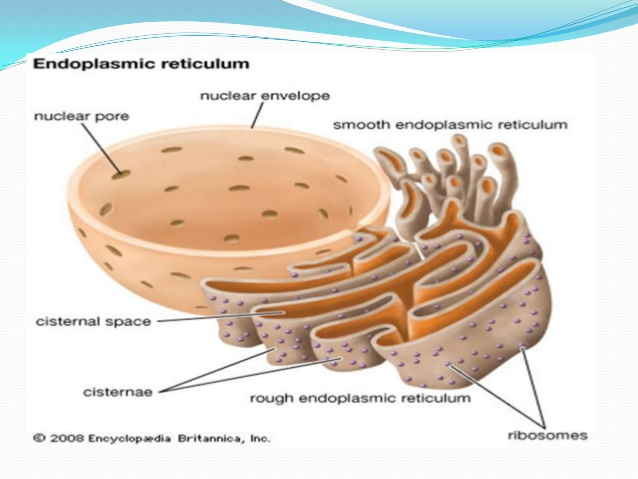 Endoplasmic reticulum
nuclear envelope
nuclear pore
smooth endoplasmic reticulum
cisternal space
cisternae
rough endoplasmic reticulum
ribosomes
© 2008 Encyclopædia Britannica, Inc.